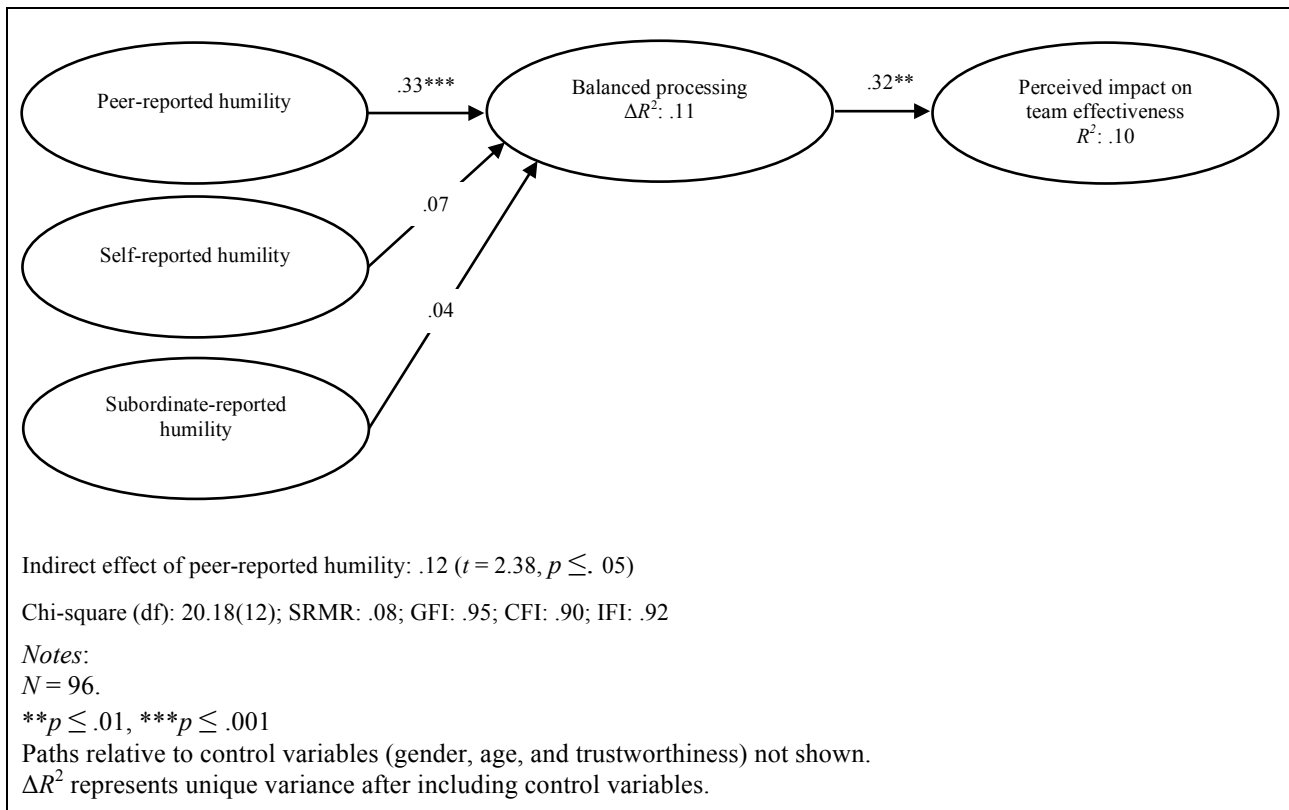 Peer-reported humility
.33***
Balanced processing
ΔR²: .11
.32**
Perceived impact on
team effectiveness
R²: .10
.07
Self-reported humility
.04
Subordinate-reported
humility
Indirect effect of peer-reported humility: .12 (t = 2.38, p ≤. 05)
Chi-square (df): 20.18(12); SRMR: .08; GFI: .95; CFI: .90; IFI: .92
Notes:
N = 96.
**p ≤ .01, ***p ≤ .001
Paths relative to control variables (gender, age, and trustworthiness) not shown.
ΔR² represents unique variance after including control variables.